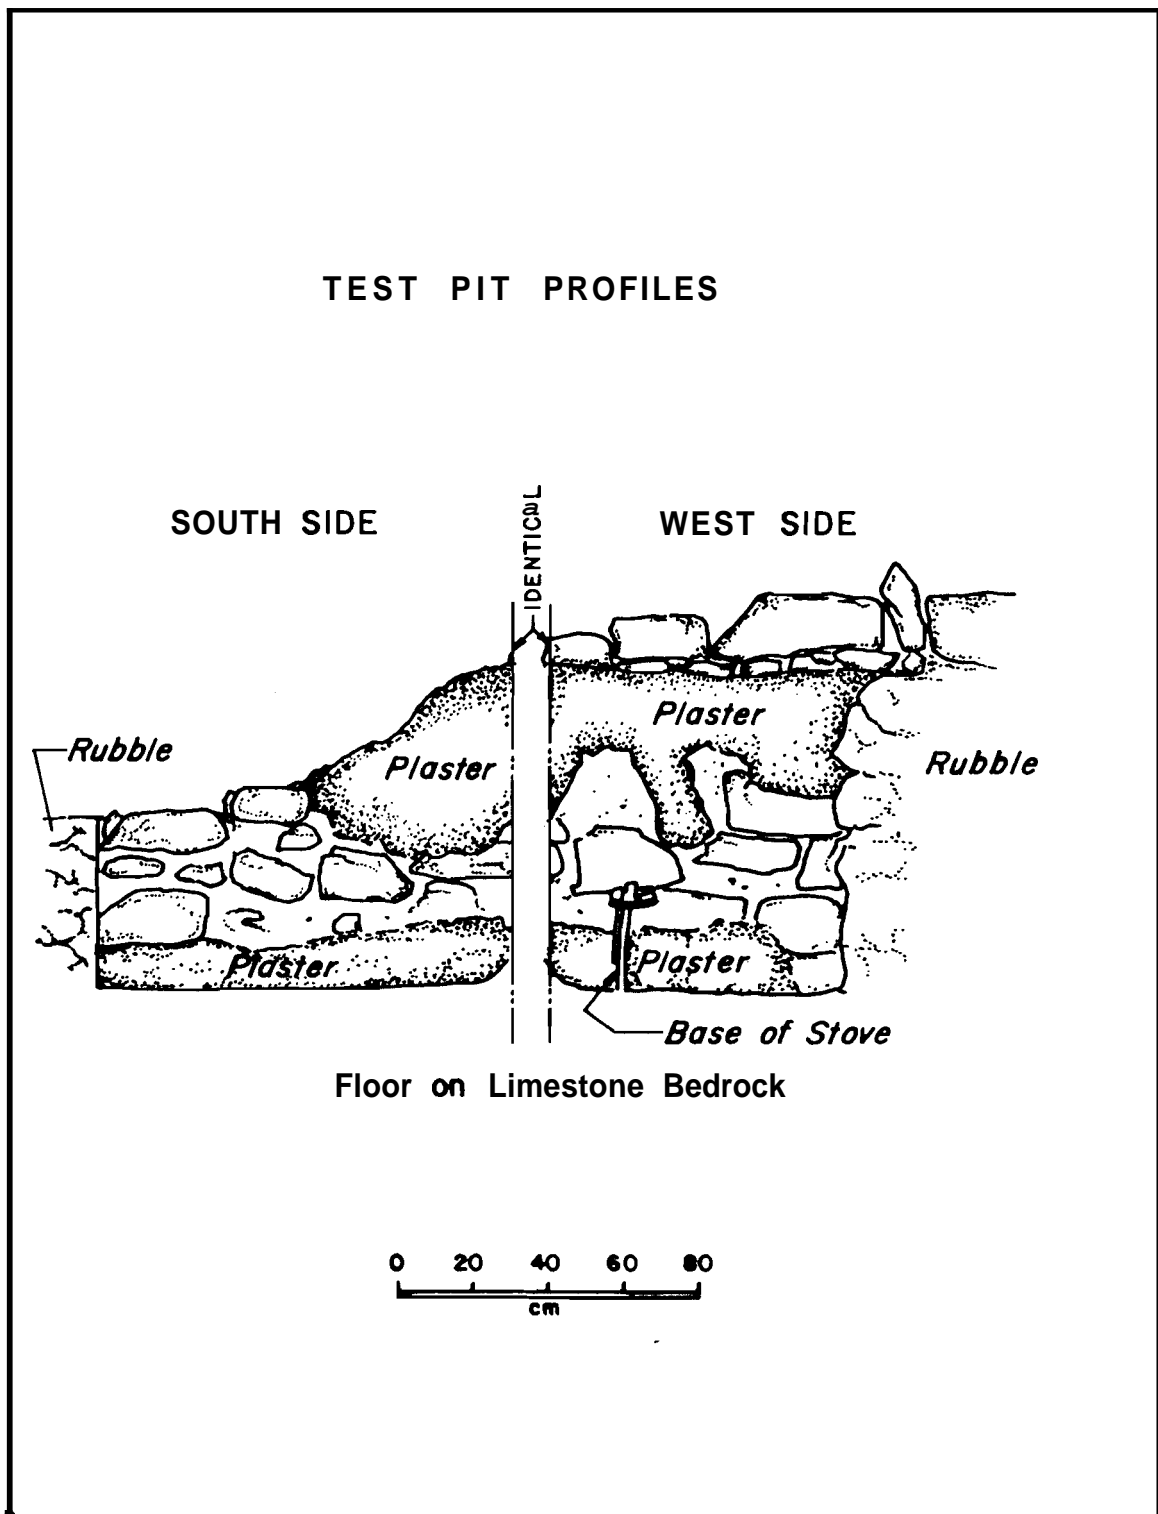 TEST PIT PROFILES
SOUTH SIDE
IDENTICAL
WEST SIDE
Plaster
Rubble
Plaster
Rubble
Plaster
Plaster
Base of Stove
Floor on Limestone Bedrock
0 20 40 60 80
cm